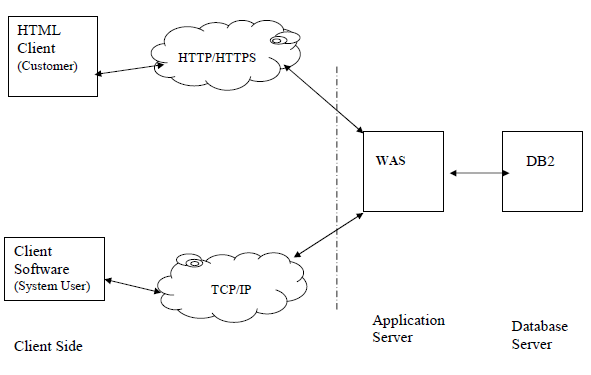 HTML
Client
(Customer)
HTTP/HTTPS
WAS
DB2
Client
Software
(System User)
TCP/IP
Application
Server
Database
Server
Client Side